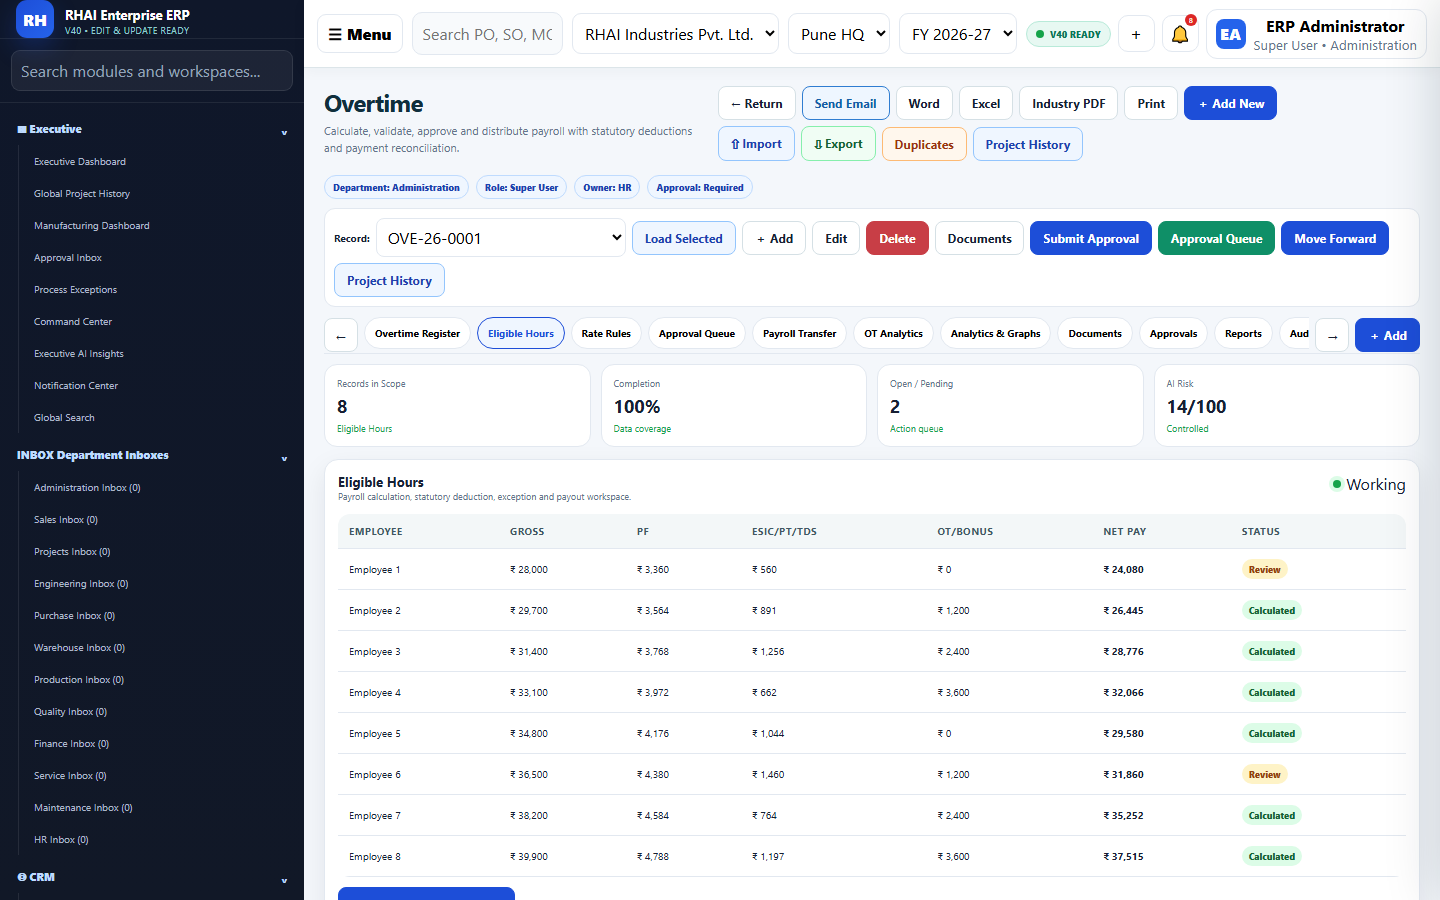 RH
RHAI Enterprise ERP
V40 • EDIT & UPDATE READY
Search modules and workspaces...
Executive
Executive Dashboard
Global Project History
Manufacturing Dashboard
Approval Inbox
Process Exceptions
Command Center
Executive AI Insights
Notification Center
Global Search
INBOX Department Inboxes
Administration Inbox (0)
Sales Inbox (0)
Projects Inbox (0)
Engineering Inbox (0)
Purchase Inbox (0)
Warehouse Inbox (0)
Production Inbox (0)
Quality Inbox (0)
Finance Inbox (0)
Service Inbox (0)
Maintenance Inbox (0)
HR Inbox (0)
CRM
☰ Menu
Search PO, SO, MO
RHAI Industries Pvt. Ltd.
Pune HQ
FY 2026-27
V40 READY
+
8
EA
ERP Administrator
Super User • Administration
Overtime
Calculate, validate, approve and distribute payroll with statutory deductions
and payment reconciliation.
← Return
Send Email
Word
Excel
Industry PDF
Print
+ Add New
⇧ Import
⇩ Export
Duplicates
Project History
Department: Administration
Role: Super User
Owner: HR
Approval: Required
Record:
OVE-26-0001
Load Selected
+ Add
Edit
Delete
Documents
Submit Approval
Approval Queue
Move Forward
Project History
←
Overtime Register
Eligible Hours
Rate Rules
Approval Queue
Payroll Transfer
OT Analytics
Analytics & Graphs
Documents
Approvals
Reports
Aud
→
+ Add
Records in Scope
8
Eligible Hours
Completion
100%
Data coverage
Open / Pending
2
Action queue
AI Risk
14/100
Controlled
Eligible Hours
Payroll calculation, statutory deduction, exception and payout workspace.
Working
EMPLOYEE GROSS PF ESIC/PT/TDS OT/BONUS NET PAY STATUS
Employee 1 ₹ 28,000 ₹ 3,360 ₹ 560 ₹ 0 ₹ 24,080 Review
Employee 2 ₹ 29,700 ₹ 3,564 ₹ 891 ₹ 1,200 ₹ 26,445 Calculated
Employee 3 ₹ 31,400 ₹ 3,768 ₹ 1,256 ₹ 2,400 ₹ 28,776 Calculated
Employee 4 ₹ 33,100 ₹ 3,972 ₹ 662 ₹ 3,600 ₹ 32,066 Calculated
Employee 5 ₹ 34,800 ₹ 4,176 ₹ 1,044 ₹ 0 ₹ 29,580 Calculated
Employee 6 ₹ 36,500 ₹ 4,380 ₹ 1,460 ₹ 1,200 ₹ 31,860 Review
Employee 7 ₹ 38,200 ₹ 4,584 ₹ 764 ₹ 2,400 ₹ 35,252 Calculated
Employee 8 ₹ 39,900 ₹ 4,788 ₹ 1,197 ₹ 3,600 ₹ 37,515 Calculated